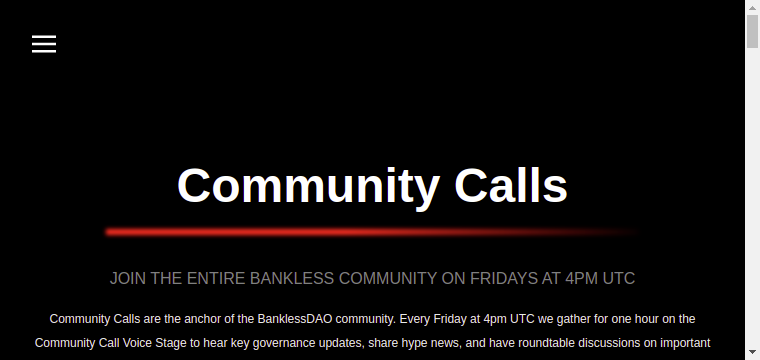 Community Calls
JOIN THE ENTIRE BANKLESS COMMUNITY ON FRIDAYS AT 4PM UTC
Community Calls are the anchor of the BanklessDAO community. Every Friday at 4pm UTC we gather for one hour on the
Community Call Voice Stage to hear key governance updates, share hype news, and have roundtable discussions on important